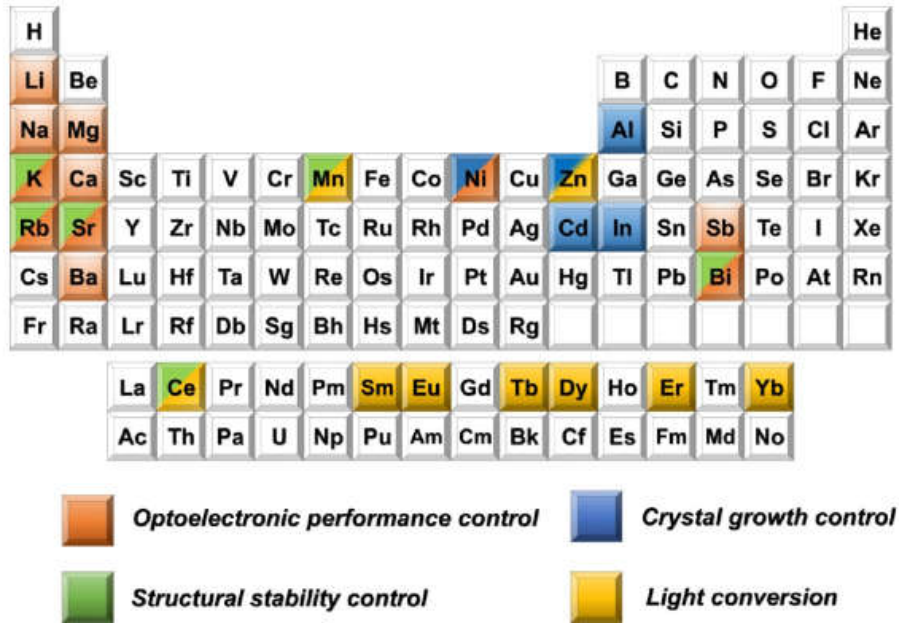 H He
Li Be B C N O F Ne
Na Mg Al Si P S Cl Ar
K Ca Sc Ti V Cr Mn Fe Co Ni Cu Zn Ga Ge As Se Br Kr
Rb Sr Y Zr Nb Mo Tc Ru Rh Pd Ag Cd In Sn Sb Te I Xe
Cs Ba Lu Hf Ta W Re Os Ir Pt Au Hg Tl Pb Bi Po At Rn
Fr Ra Lr Rf Db Sg Bh Hs Mt Ds Rg
La Ce Pr Nd Pm Sm Eu Gd Tb Dy Ho Er Tm Yb
Ac Th Pa U Np Pu Am Cm Bk Cf Es Fm Md No
Optoelectronic performance control
Crystal growth control
Structural stability control
Light conversion